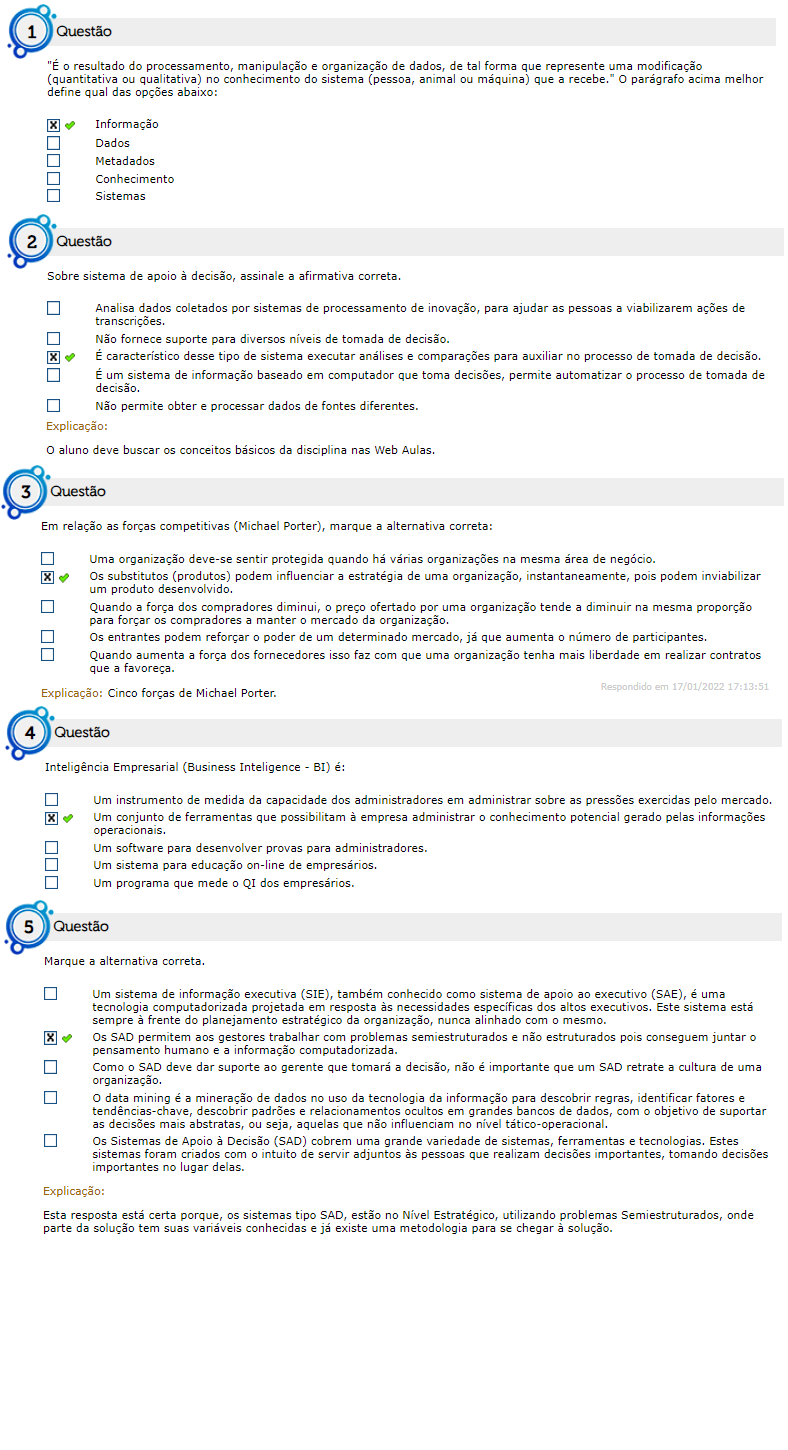 1 Questão
"É o resultado do processamento, manipulação e organização de dados, de tal forma que represente uma modificação
(quantitativa ou qualitativa) no conhecimento do sistema (pessoa, animal ou máquina) que a recebe." O parágrafo acima melhor
define qual das opções abaixo:
Informação
Dados
Metadados
Conhecimento
Sistemas
2 Questão
Sobre sistema de apoio à decisão, assinale a afirmativa correta.
Analisa dados coletados por sistemas de processamento de inovação, para ajudar as pessoas a viabilizarem ações de
transcrições.
Não fornece suporte para diversos níveis de tomada de decisão.
É característico desse tipo de sistema executar análises e comparações para auxiliar no processo de tomada de decisão.
É um sistema de informação baseado em computador que toma decisões, permite automatizar o processo de tomada de
decisão.
Não permite obter e processar dados de fontes diferentes.
Explicação:
O aluno deve buscar os conceitos básicos da disciplina nas Web Aulas.
3 Questão
Em relação as forças competitivas (Michael Porter), marque a alternativa correta:
Uma organização deve-se sentir protegida quando há várias organizações na mesma área de negócio.
Os substitutos (produtos) podem influenciar a estratégia de uma organização, instantaneamente, pois podem inviabilizar
um produto desenvolvido.
Quando a força dos compradores diminui, o preço ofertado por uma organização tende a diminuir na mesma proporção
para forçar os compradores a manter o mercado da organização.
Os entrantes podem reforçar o poder de um determinado mercado, já que aumenta o número de participantes.
Quando aumenta a força dos fornecedores isso faz com que uma organização tenha mais liberdade em realizar contratos
que a favoreça.
Respondido em 17/01/2022 17:13:51
Explicação: Cinco forças de Michael Porter.
4 Questão
Inteligência Empresarial (Business Inteligence - BI) é:
Um instrumento de medida da capacidade dos administradores em administrar sobre as pressões exercidas pelo mercado.
Um conjunto de ferramentas que possibilitam à empresa administrar o conhecimento potencial gerado pelas informações
operacionais.
Um software para desenvolver provas para administradores.
Um sistema para educação on-line de empresários.
Um programa que mede o QI dos empresários.
5 Questão
Marque a alternativa correta.
Um sistema de informação executiva (SIE), também conhecido como sistema de apoio ao executivo (SAE), é uma
tecnologia computadorizada projetada em resposta às necessidades específicas dos altos executivos. Este sistema está
sempre à frente do planejamento estratégico da organização, nunca alinhado com o mesmo.
Os SAD permitem aos gestores trabalhar com problemas semiestruturados e não estruturados pois conseguem juntar o
pensamento humano e a informação computadorizada.
Como o SAD deve dar suporte ao gerente que tomará a decisão, não é importante que um SAD retrate a cultura de uma
organização.
O data mining é a mineração de dados no uso da tecnologia da informação para descobrir regras, identificar fatores e
tendências-chave, descobrir padrões e relacionamentos ocultos em grandes bancos de dados, com o objetivo de suportar
as decisões mais abstratas, ou seja, aquelas que não influenciam no nível tático-operacional.
Os Sistemas de Apoio à Decisão (SAD) cobrem uma grande variedade de sistemas, ferramentas e tecnologias. Estes
sistemas foram criados com o intuito de servir adjuntos às pessoas que realizam decisões importantes, tomando decisões
importantes no lugar delas.
Explicação:
Esta resposta está certa porque, os sistemas tipo SAD, estão no Nível Estratégico, utilizando problemas Semiestruturados, onde
parte da solução tem suas variáveis conhecidas e já existe uma metodologia para se chegar à solução.